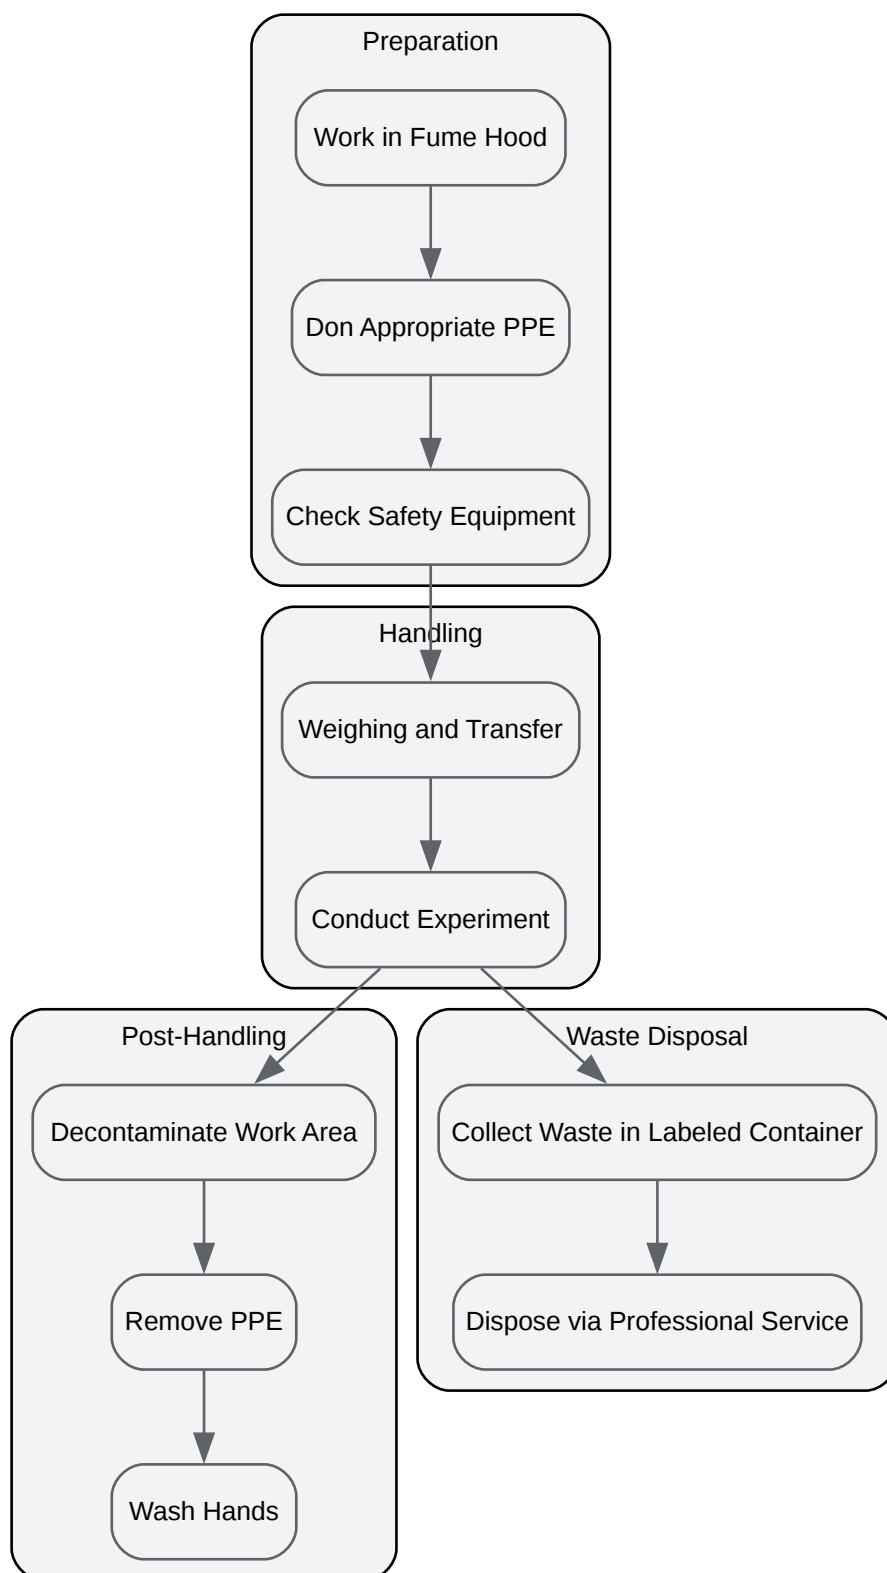 Preparation
Work in Fume Hood
Don Appropriate PPE
Check Safety Equipment
Handling
Weighing and Transfer
Conduct Experiment
Post-Handling
Decontaminate Work Area
Remove PPE
Wash Hands
Waste Disposal
Collect Waste in Labeled Container
Dispose via Professional Service